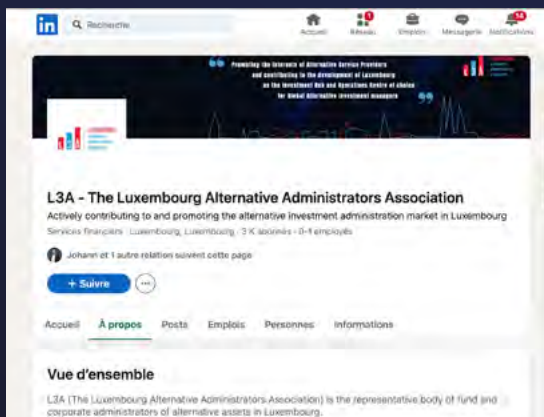 in
Recherche
Accueil
Réseau
Emplois
Messagerie
Notifications
1
14
Promoting the Interests of Alternative Service Providers
and contributing to the development of Luxembourg
as the Investment Hub and Operations Centre of choice
for Global Alternative Investment managers
L3A
L3A - The Luxembourg Alternative Administrators Association
Actively contributing to and promoting the alternative investment administration market in Luxembourg
Services financiers · Luxembourg, Luxembourg · 3 K abonnés · 0-1 employés
Johann et 1 autre relation suivent cette page
+ Suivre
Accueil À propos Posts Emplois Personnes Informations
Vue d'ensemble
L3A (The Luxembourg Alternative Administrators Association) is the representative body of fund and
corporate administrators of alternative assets in Luxembourg.